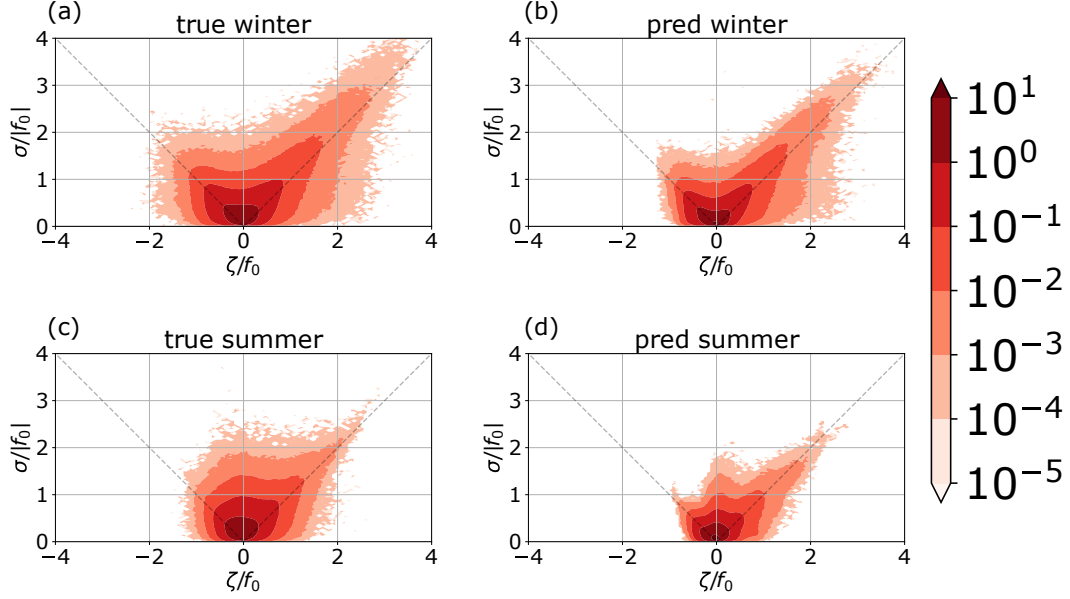 (a)
true winter
4
3
2
1
0
σ/|f₀|
−4
−2
0
2
4
ζ/f₀
(b)
pred winter
4
3
2
1
0
σ/|f₀|
−4
−2
0
2
4
ζ/f₀
(c)
true summer
4
3
2
1
0
σ/|f₀|
−4
−2
0
2
4
ζ/f₀
(d)
pred summer
4
3
2
1
0
σ/|f₀|
−4
−2
0
2
4
ζ/f₀
10¹
10⁰
10⁻¹
10⁻²
10⁻³
10⁻⁴
10⁻⁵